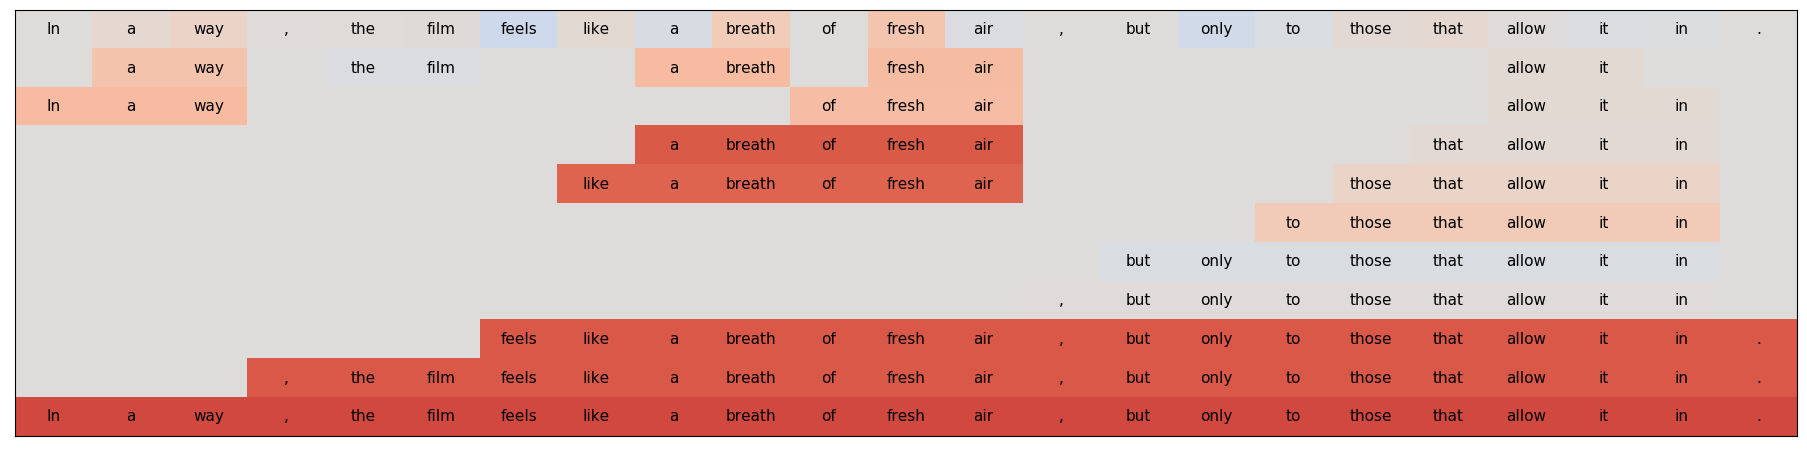 In a way , the film feels like a breath of fresh air , but only to those that allow it in .
a way the film a breath fresh air allow it
In a way of fresh air allow it in
a breath of fresh air that allow it in
like a breath of fresh air those that allow it in
to those that allow it in
but only to those that allow it in
, but only to those that allow it in
feels like a breath of fresh air , but only to those that allow it in .
, the film feels like a breath of fresh air , but only to those that allow it in .
In a way , the film feels like a breath of fresh air , but only to those that allow it in .